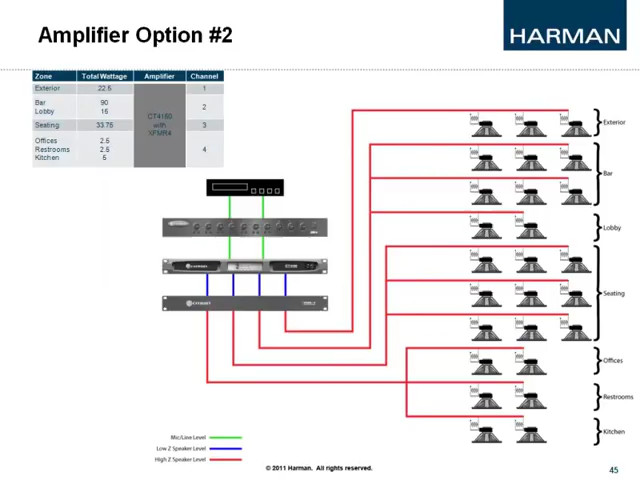 Amplifier Option #2
HARMAN
Zone Total Wattage Amplifier Channel
Exterior 22.5 1
Bar 90
Lobby 15 2
CT4150
with
XFMR4
Seating 33.75 3
Offices 2.5
Restrooms 2.5 4
Kitchen 5
Exterior
Bar
Lobby
Seating
Offices
Restrooms
Kitchen
Mic/Line Level
Low Z Speaker Level
High Z Speaker Level
© 2011 Harman. All rights reserved.
45